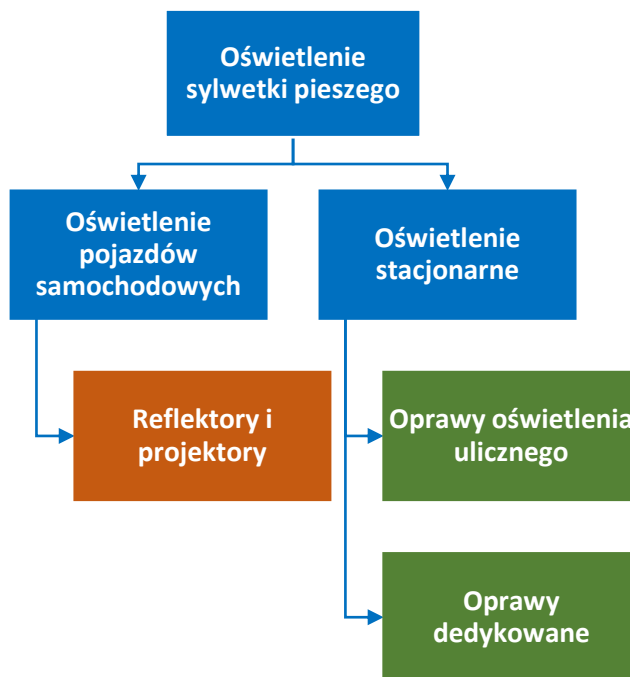 Oświetlenie
sylwetki pieszego
Oświetlenie
pojazdów
samochodowych
Oświetlenie
stacjonarne
Reflektory i
projektory
Oprawy oświetlenia
ulicznego
Oprawy
dedykowane